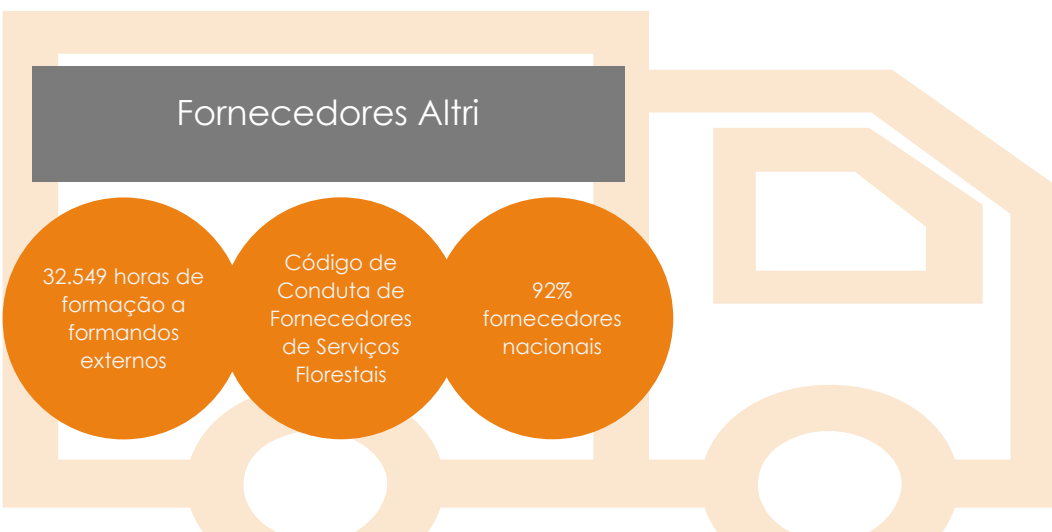 Fornecedores Altri
32.549 horas de
formação a
formandos
externos
Código de
Conduta de
Fornecedores
de Serviços
Florestais
92%
fornecedores
nacionais